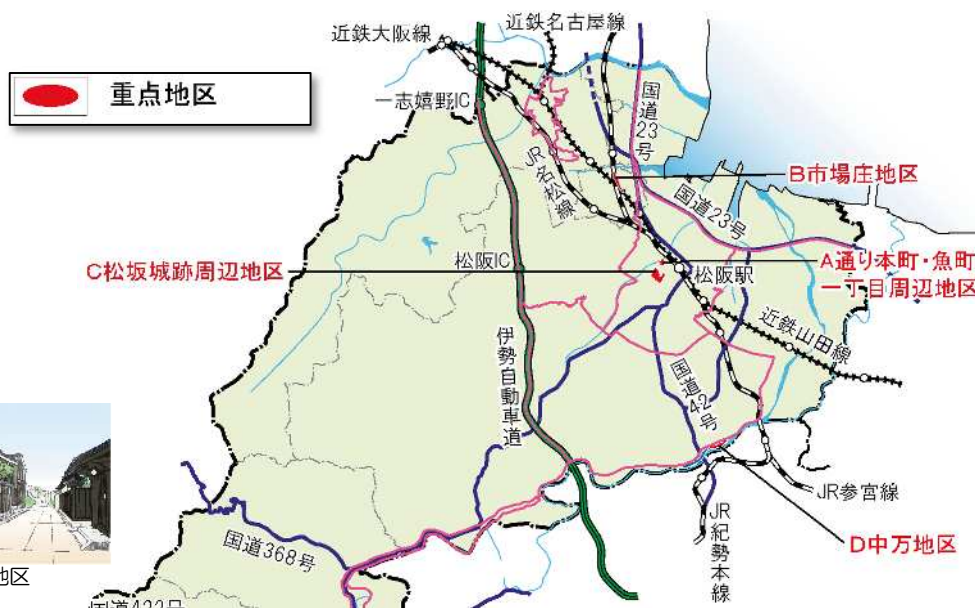 近鉄大阪線
近鉄名古屋線
重点地区
一志嬉野IC
国道23号
JR名松線
B市場庄地区
国道23号
C松坂城跡周辺地区
松阪IC
松阪駅
A通り本町・魚町
一丁目周辺地区
近鉄山田線
伊勢自動車道
国道42号
JR参宮線
JR紀勢本線
D中万地区
国道368号
地区